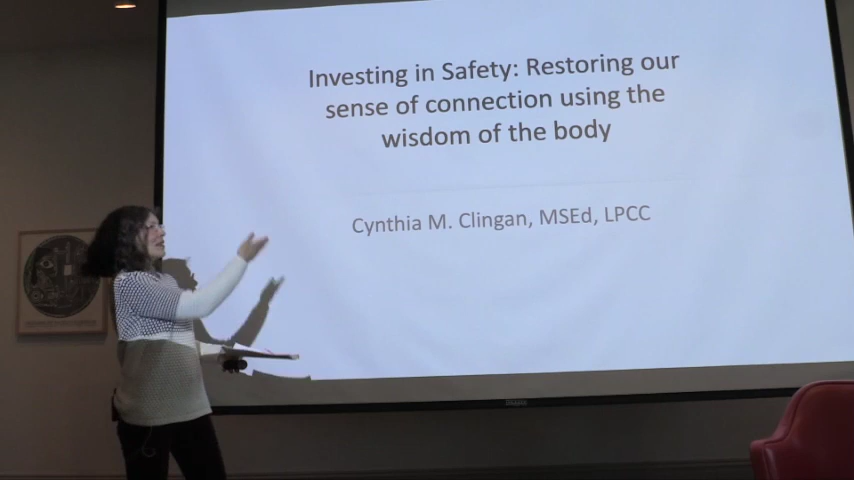 Investing in Safety: Restoring our
sense of connection using the
wisdom of the body
Cynthia M. Clingan, MSEd, LPCC